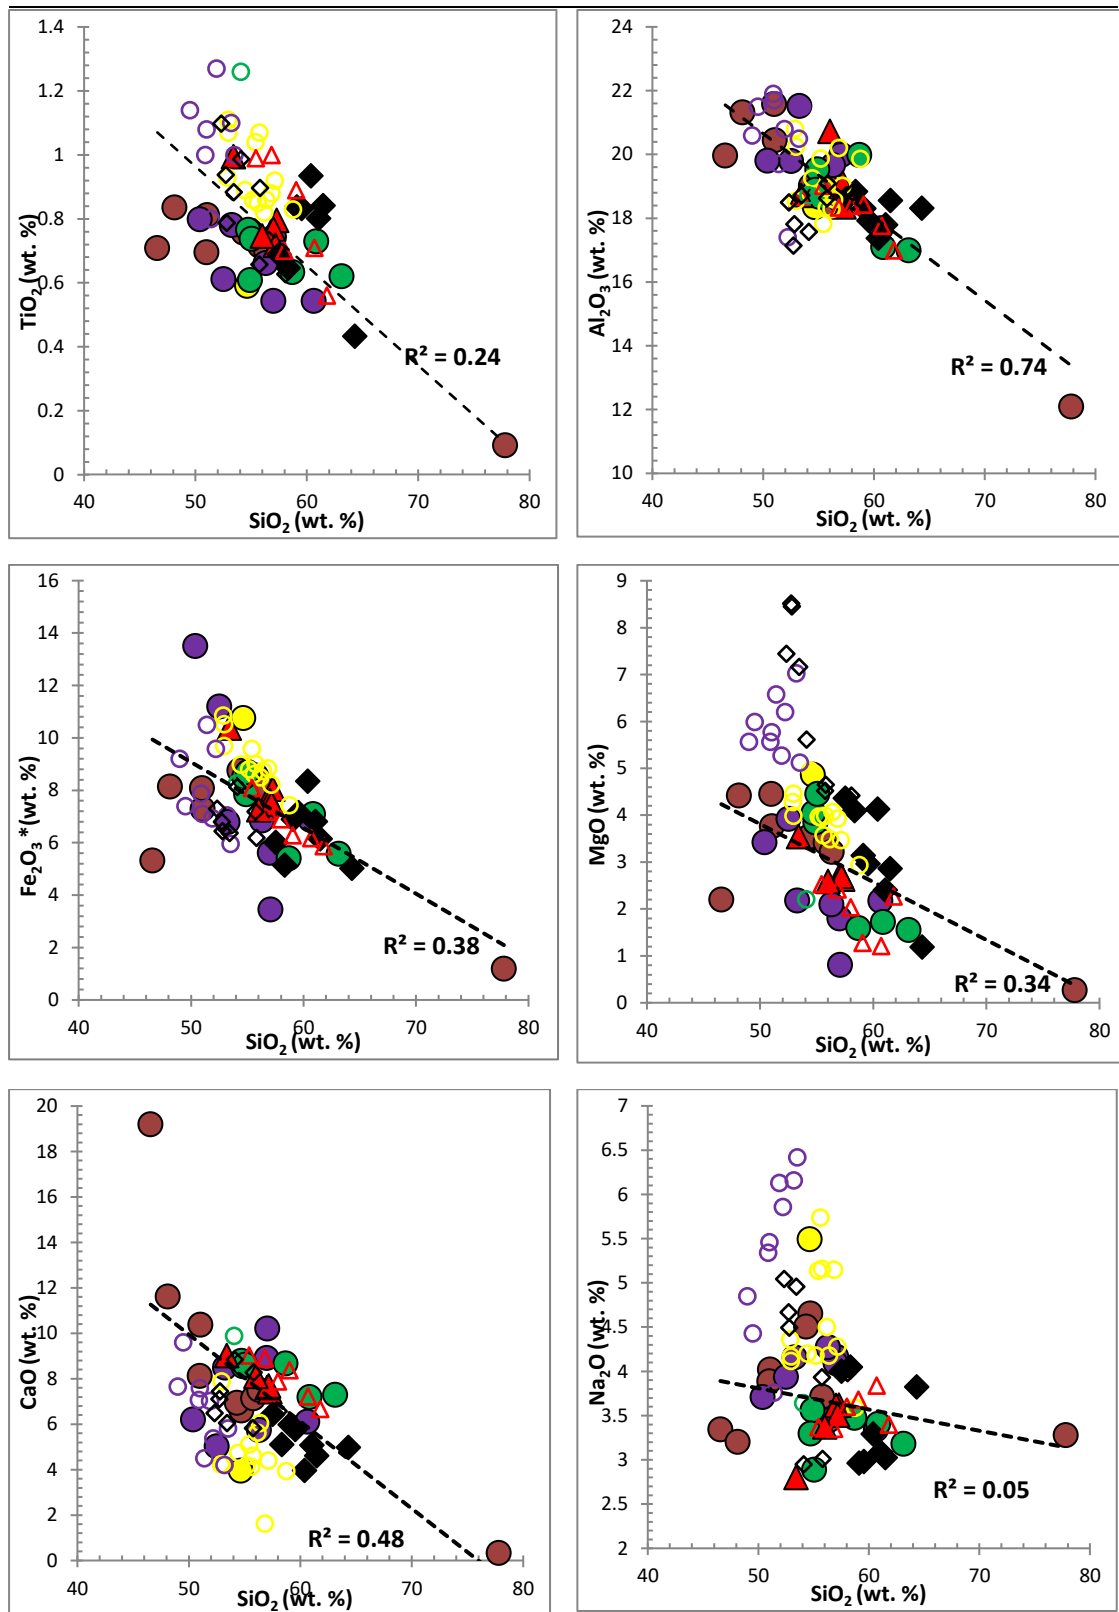 1.4
1.2
1
0.8
0.6
0.4
0.2
0
TiO₂ (wt. %)
R² = 0.24
40 50 60 70 80
SiO₂ (wt. %)
24
22
20
18
16
14
12
10
Al₂O₃ (wt. %)
R² = 0.74
40 50 60 70 80
SiO₂ (wt. %)
16
14
12
10
8
6
4
2
0
Fe₂O₃ *(wt. %)
R² = 0.38
40 50 60 70 80
SiO₂ (wt. %)
9
8
7
6
5
4
3
2
1
0
MgO (wt. %)
R² = 0.34
40 50 60 70 80
SiO₂ (wt. %)
20
18
16
14
12
10
8
6
4
2
0
CaO (wt. %)
R² = 0.48
40 50 60 70 80
SiO₂ (wt. %)
7
6.5
6
5.5
5
4.5
4
3.5
3
2.5
2
Na₂O (wt. %)
R² = 0.05
40 50 60 70 80
SiO₂ (wt. %)